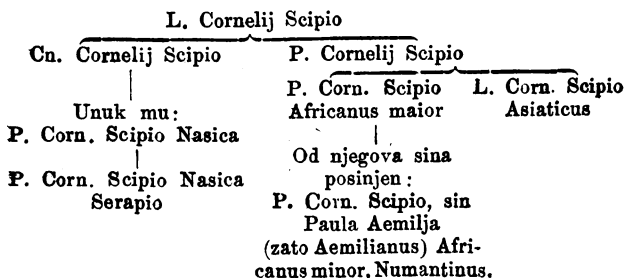 L. Cornelij Scipio
Cn. Cornelij Scipio
P. Cornelij Scipio
Unuk mu:
P. Corn. Scipio Nasica
P. Corn. Scipio Nasica
Serapio
P. Corn. Scipio
Africanus maior
L. Corn. Scipio
Asiaticus
Od njegova sina
posinjen:
P. Corn. Scipio, sin
Paula Aemilja
(zato Aemilianus) Afri-
canus minor. Numantinus.